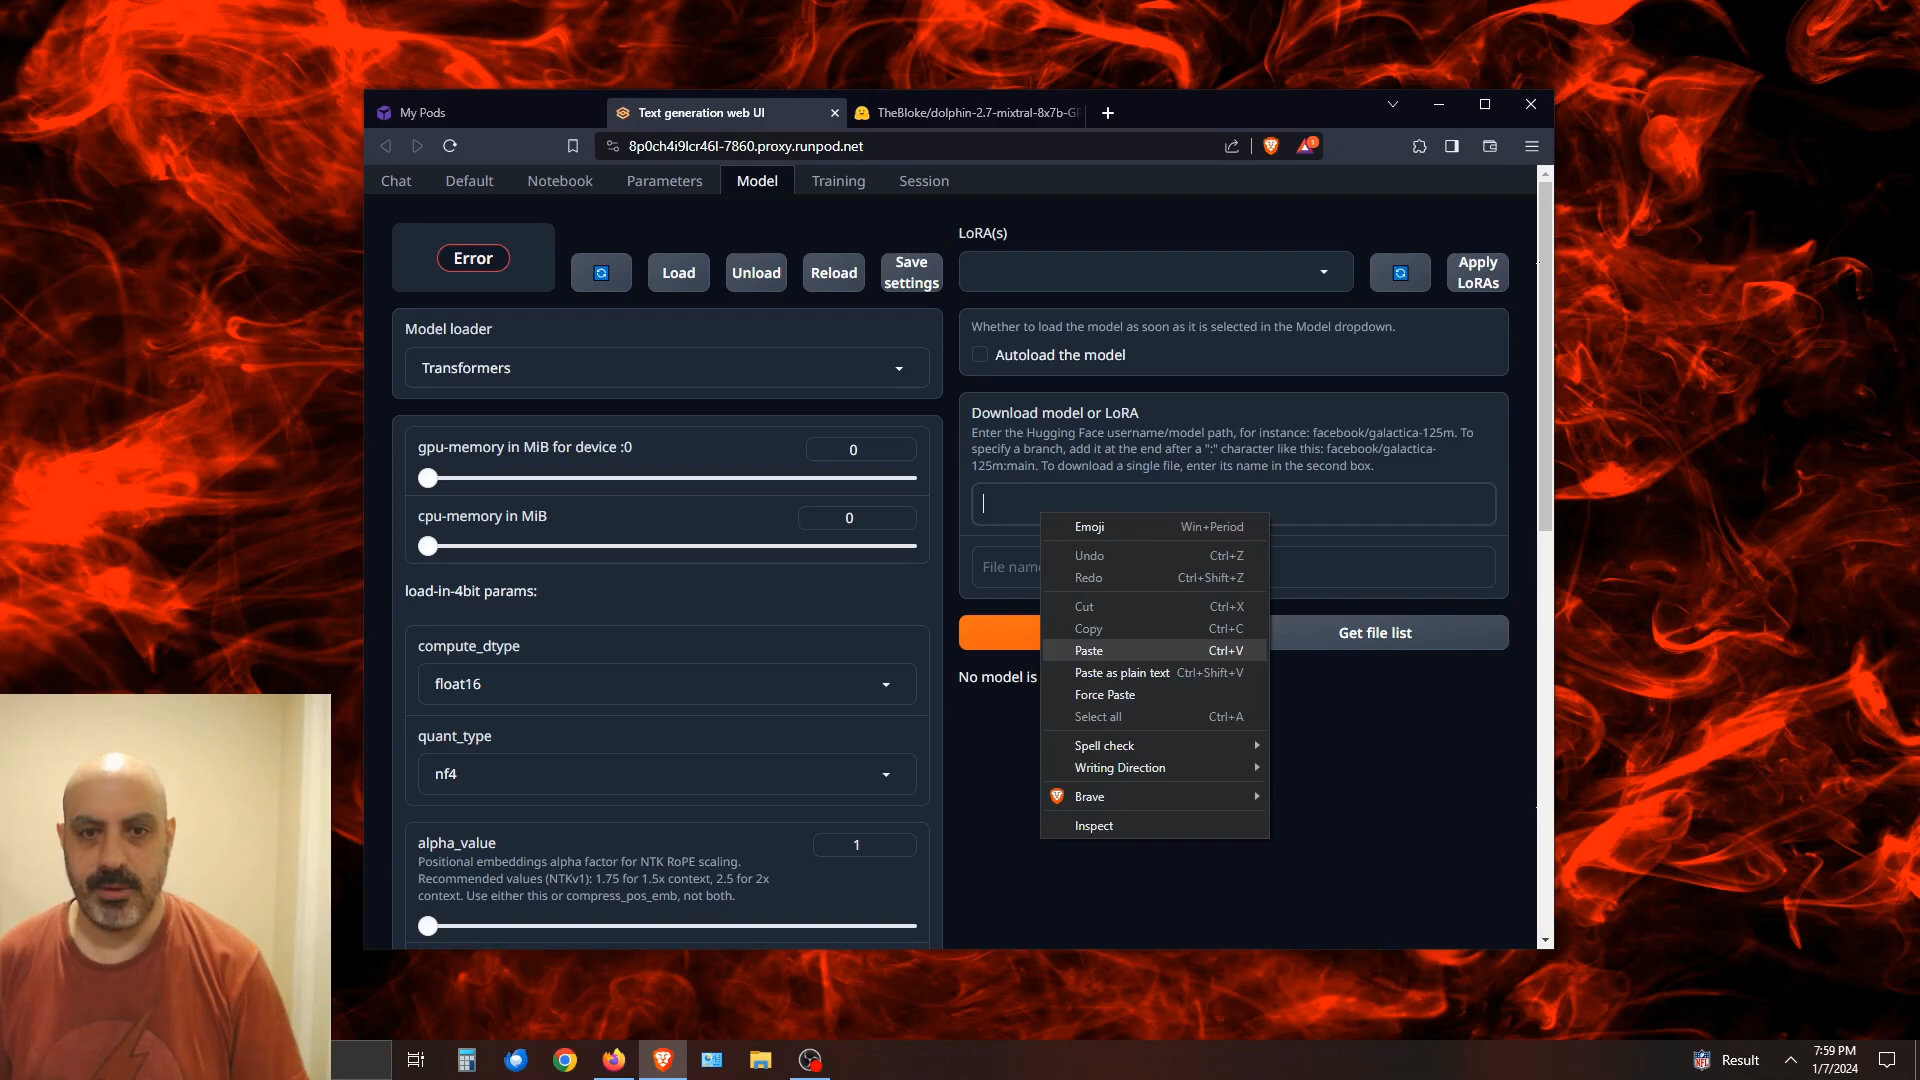 My Pods
Text generation web UI
TheBloke/dolphin-2.7-mixtral-8x7b-G
8p0ch4i9lcr46l-7860.proxy.runpod.net
1
Chat Default Notebook Parameters Model Training Session
Error
Load
Unload
Reload
Save
settings
LoRA(s)
Apply
LoRAs
Model loader
Transformers
Whether to load the model as soon as it is selected in the Model dropdown.
Autoload the model
gpu-memory in MiB for device :0
0
cpu-memory in MiB
0
load-in-4bit params:
compute_dtype
float16
quant_type
nf4
alpha_value
1
Positional embeddings alpha factor for NTK RoPE scaling.
Recommended values (NTKv1): 1.75 for 1.5x context, 2.5 for 2x
context. Use either this or compress_pos_emb, not both.
Download model or LoRA
Enter the Hugging Face username/model path, for instance: facebook/galactica-125m. To
specify a branch, add it at the end after a ":" character like this: facebook/galactica-
125m:main. To download a single file, enter its name in the second box.
File nam
Get file list
No model is
Emoji Win+Period
Undo Ctrl+Z
Redo Ctrl+Shift+Z
Cut Ctrl+X
Copy Ctrl+C
Paste Ctrl+V
Paste as plain text Ctrl+Shift+V
Force Paste
Select all Ctrl+A
Spell check
Writing Direction
Brave
Inspect
Result
7:59 PM
1/7/2024